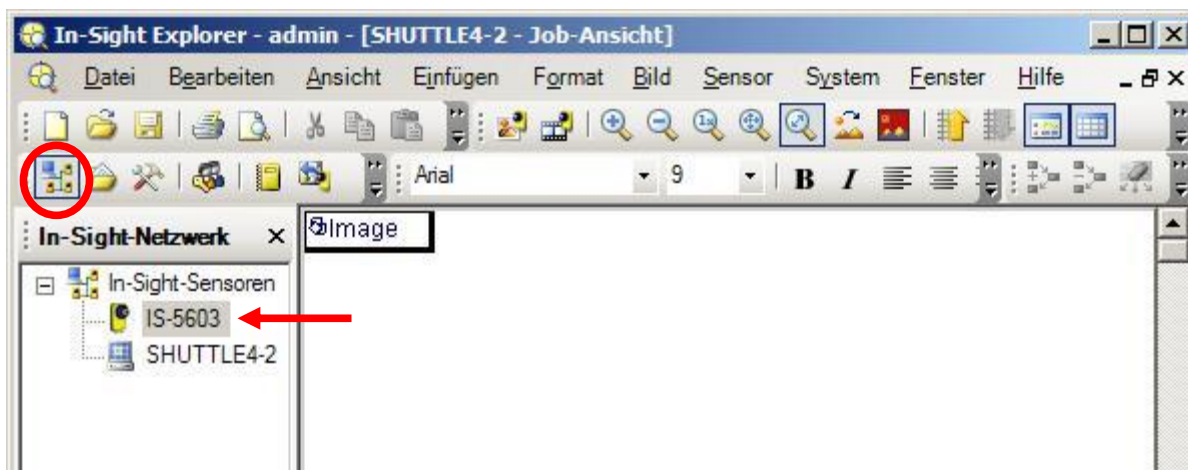 In-Sight Explorer - admin - [SHUTTLE4-2 - Job-Ansicht]
Datei Bearbeiten Ansicht Einfügen Format Bild Sensor System Fenster Hilfe
Arial 9 B I
In-Sight-Netzwerk
Image
In-Sight-Sensoren
IS-5603
SHUTTLE4-2